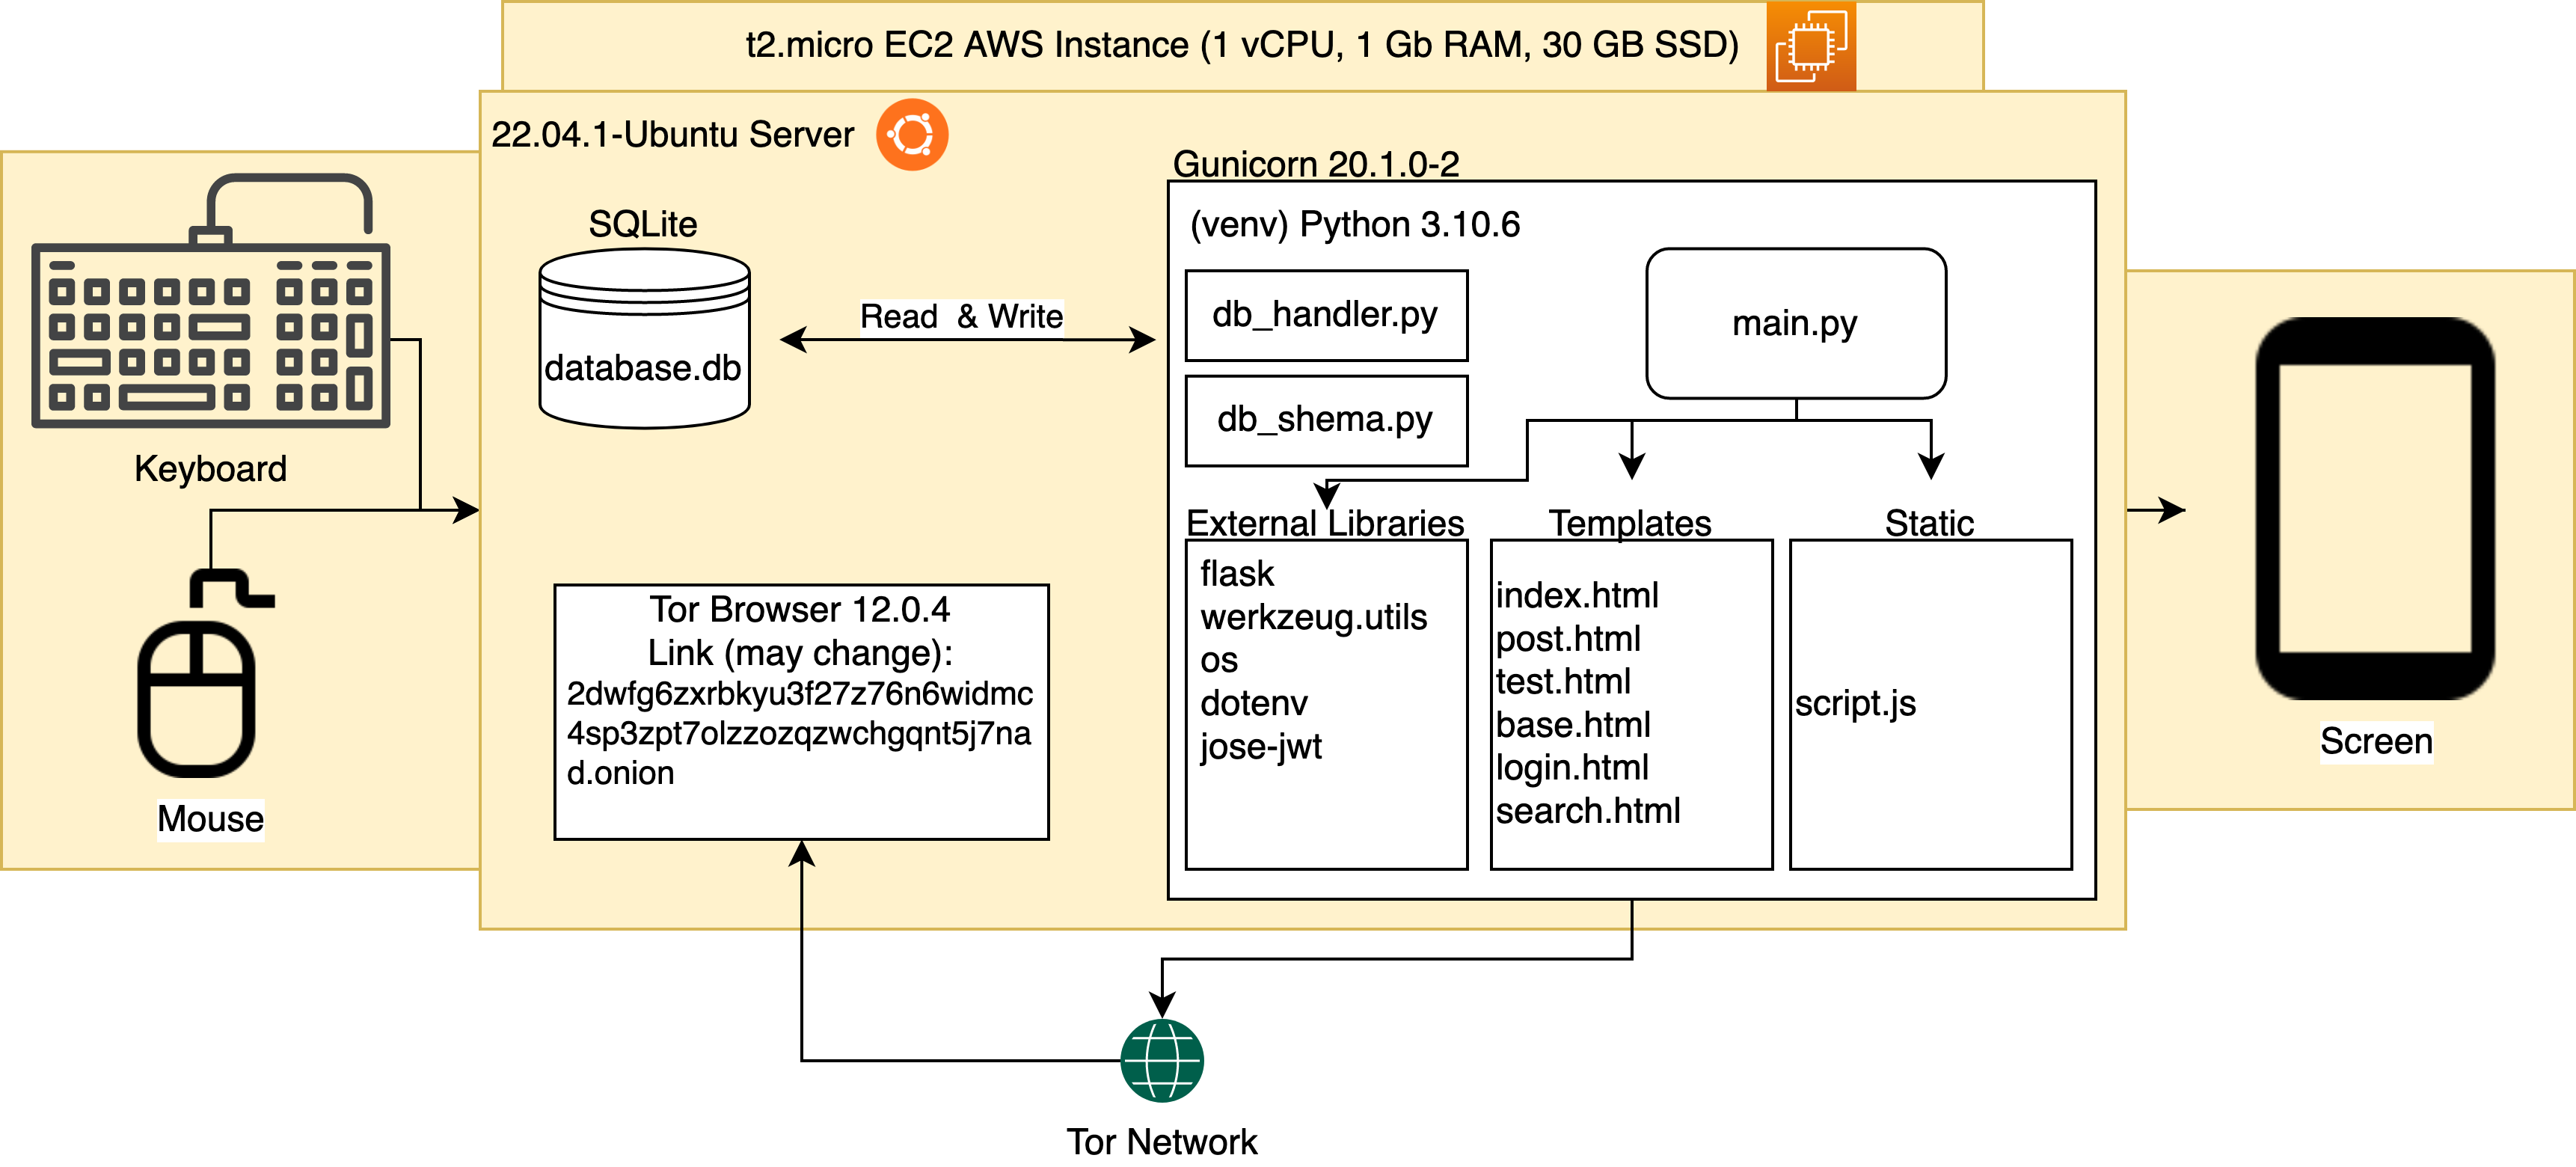 t2.micro EC2 AWS Instance (1 vCPU, 1 Gb RAM, 30 GB SSD)
22.04.1-Ubuntu Server
Gunicorn 20.1.0-2
SQLite
database.db
Read & Write
(venv) Python 3.10.6
db_handler.py
db_shema.py
main.py
Keyboard
Mouse
Tor Browser 12.0.4
Link (may change):
2dwfg6zxrbkyu3f27z76n6widmc
4sp3zpt7olzzozqzwchgqnt5j7na
d.onion
External Libraries
flask
werkzeug.utils
os
dotenv
jose-jwt
Templates
index.html
post.html
test.html
base.html
login.html
search.html
Static
script.js
Screen
Tor Network